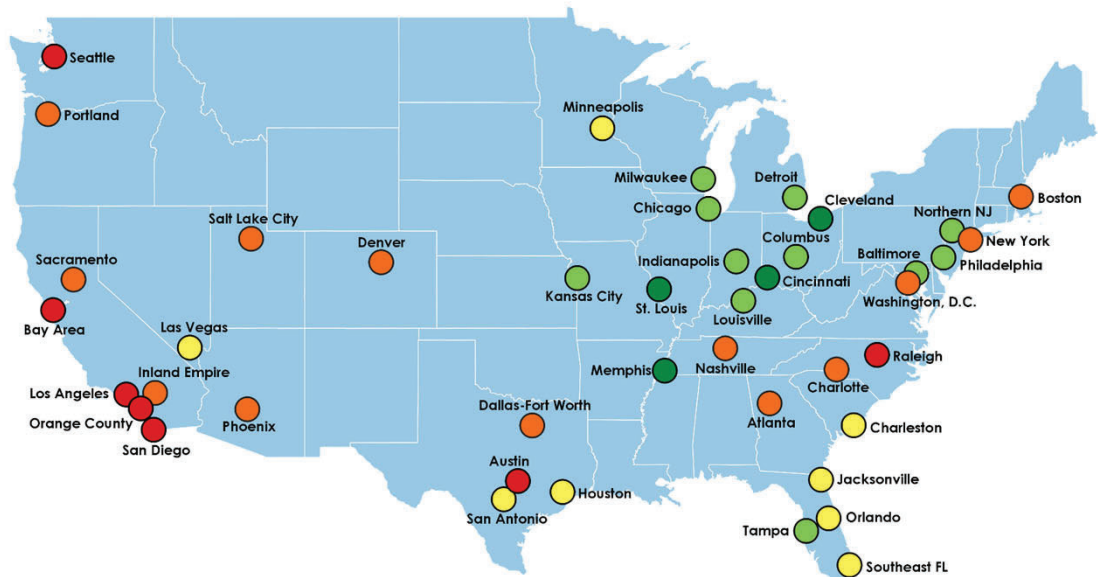 Seattle
Portland
Minneapolis
Milwaukee
Detroit
Cleveland
Boston
Chicago
Northern NJ
Salt Lake City
Denver
Columbus
New York
Sacramento
Indianapolis
Baltimore
Philadelphia
Kansas City
St. Louis
Cincinnati
Washington, D.C.
Bay Area
Las Vegas
Louisville
Raleigh
Inland Empire
Memphis
Nashville
Charlotte
Los Angeles
Orange County
San Diego
Phoenix
Dallas-Fort Worth
Atlanta
Charleston
Austin
Houston
San Antonio
Jacksonville
Orlando
Tampa
Southeast FL